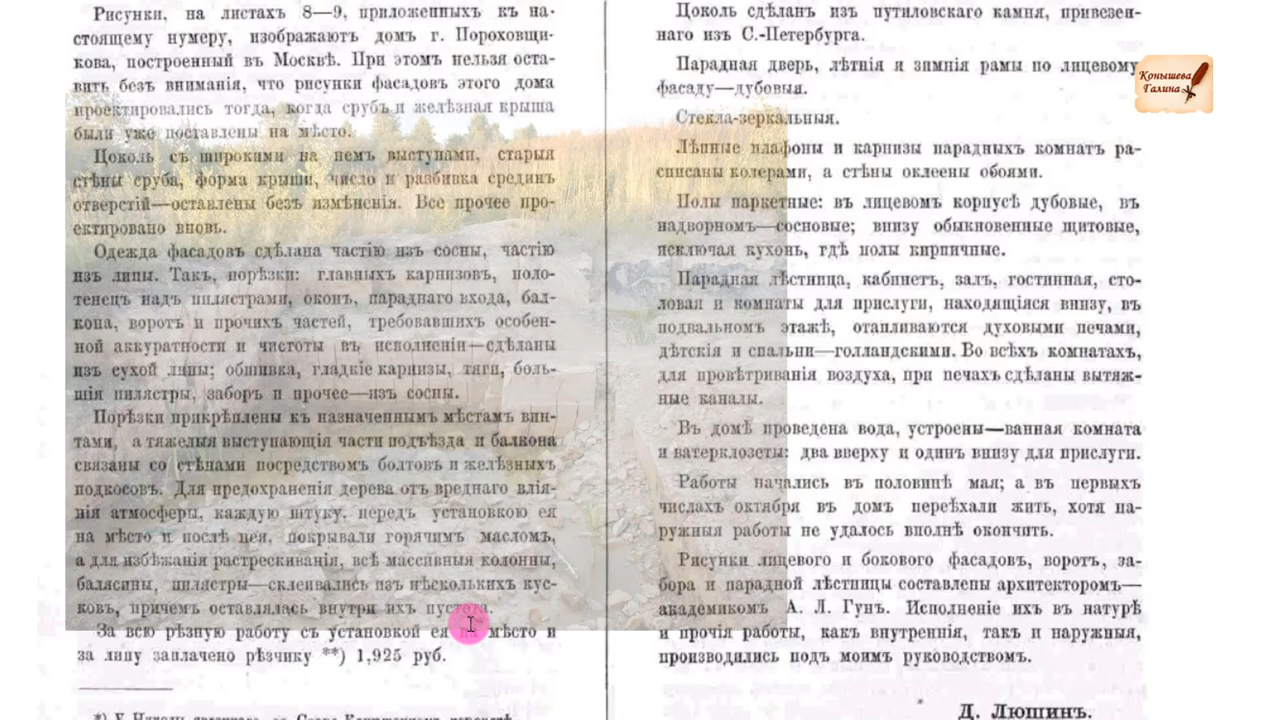 Рисунки, на листахъ 8—9, приложенныхъ къ на-
стоящему нумеру, изображаютъ домъ г. Пороховщи-
кова, построенный въ Москвѣ. При этомъ нельзя оста-
вить безъ вниманія, что рисунки фасадовъ этого дома
проектировались тогда, когда срубъ и желѣзная крыша
были уже поставлены на мѣсто.
Цоколь съ широкими на немъ выступами, старыя
стѣны сруба, форма крыши, число и разбивка срединъ
отверстій—оставлены безъ измѣненія. Все прочее про-
ектировано вновь.
Одежда фасадовъ сдѣлана частію изъ сосны, частію
изъ липы. Такъ, порѣзки: главныхъ карнизовъ, поло-
тенецъ надъ пилястрами, оконъ, параднаго входа, бал-
кона, воротъ и прочихъ частей, требовавшихъ особен-
ной аккуратности и чистоты въ исполненіи—сдѣланы
изъ сухой липы; обшивка, гладкіе карнизы, тяги, боль-
шія пилястры, заборъ и прочее—изъ сосны.
Порѣзки прикрѣплены къ назначеннымъ мѣстамъ вин-
тами, а тяжелыя выступающія части подъѣзда и балкона
связаны со стѣнами посредствомъ болтовъ и желѣзныхъ
подкосовъ. Для предохраненія дерева отъ вреднаго влія-
нія атмосферы, каждую штуку, передъ установкою ея
на мѣсто и послѣ нея, покрывали горячимъ масломъ,
а для избѣжанія растрескиванія, всѣ массивныя колонны,
балясины, пилястры—склеивались изъ нѣсколькихъ кус-
ковъ, причемъ оставлялась внутри ихъ пустота.
За всю рѣзную работу съ установкой ея на мѣсто и
за липу заплачено рѣзчику **) 1,925 руб.
Цоколь сдѣланъ изъ путиловскаго камня, привезен-
наго изъ С.-Петербурга.
Парадная дверь, лѣтнія и зимнія рамы по лицевому
фасаду—дубовыя.
Стекла-зеркальныя.
Лѣпные плафоны и карнизы парадныхъ комнатъ ра-
списаны колерами, а стѣны оклеены обоями.
Полы паркетные: въ лицевомъ корпусѣ дубовые, въ
надворномъ—сосновые; внизу обыкновенные щитовые,
исключая кухонь, гдѣ полы кирпичные.
Парадная лѣстница, кабинетъ, залъ, гостинная, сто-
ловая и комнаты для прислуги, находящіяся внизу, въ
подвальномъ этажѣ, отапливаются духовыми печами,
дѣтскія и спальни—голландскими. Во всѣхъ комнатахъ,
для провѣтриванія воздуха, при печахъ сдѣланы вытяж-
ные каналы.
Въ домѣ проведена вода, устроены—ванная комната
и ватерклозеты: два вверху и одинъ внизу для прислуги.
Работы начались въ половинѣ мая; а въ первыхъ
числахъ октября въ домъ переѣхали жить, хотя на-
ружныя работы не удалось вполнѣ окончить.
Рисунки лицеваго и бокового фасадовъ, воротъ, за-
бора и парадной лѣстницы составлены архитекторомъ—
академикомъ А. Л. Гунъ. Исполненіе ихъ въ натурѣ
и прочія работы, какъ внутреннія, такъ и наружныя,
производились подъ моимъ руководствомъ.
Д. Люшинъ.
Конышева
Галина